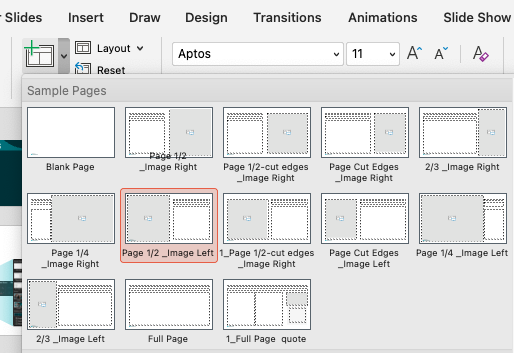 Slides Insert Draw Design Transitions Animations Slide Show
Layout Aptos 11 A A A
Reset
Sample Pages
Blank Page
Page 1/2
_Image Right
Page 1/2-cut edges
_Image Right
Page Cut Edges
_Image Right
2/3 _Image Right
Page 1/4
_Image Right
Page 1/2 _Image Left
1_Page 1/2-cut edges
_Image Right
Page Cut Edges
_Image Left
Page 1/4 _Image Left
2/3 _Image Left
Full Page
1_Full Page quote